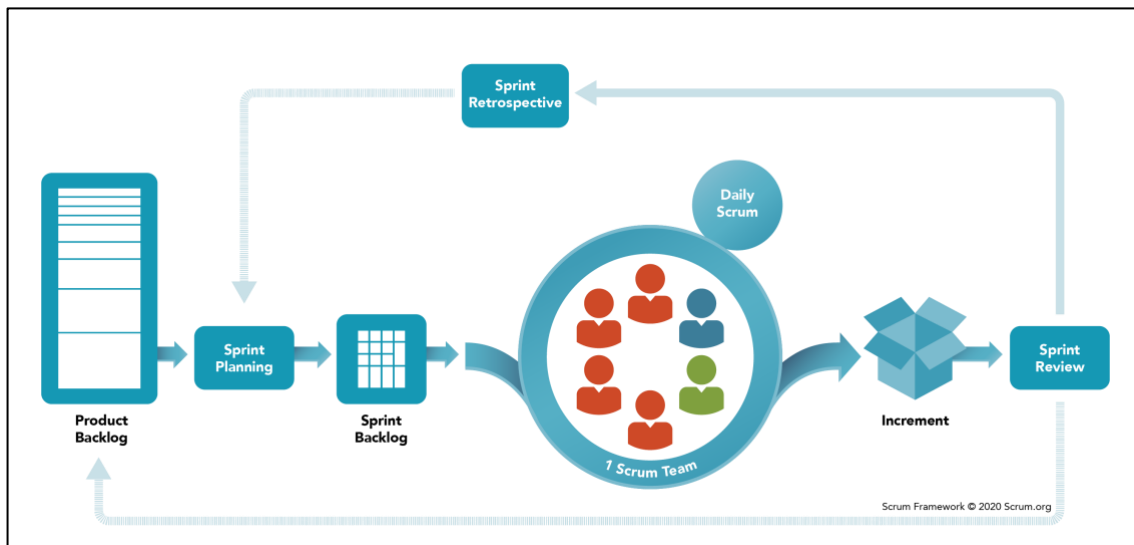 Sprint
Retrospective
Daily
Scrum
Sprint
Planning
Sprint
Review
Product
Backlog
Sprint
Backlog
1 Scrum Team
Increment
Scrum Framework © 2020 Scrum.org